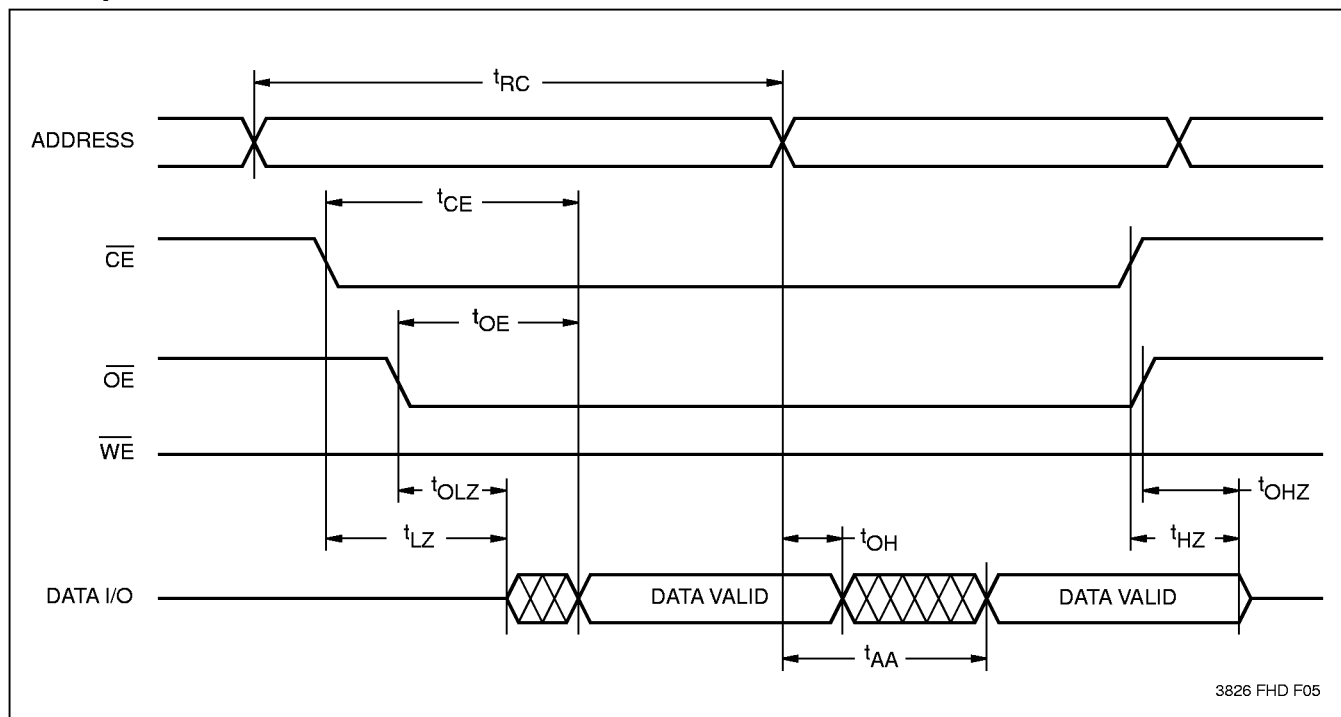 tRC
ADDRESS
tCE
CE
tOE
OE
WE
tOLZ
tOHZ
tLZ
tOH
tHZ
DATA I/O
DATA VALID
DATA VALID
tAA
3826 FHD F05